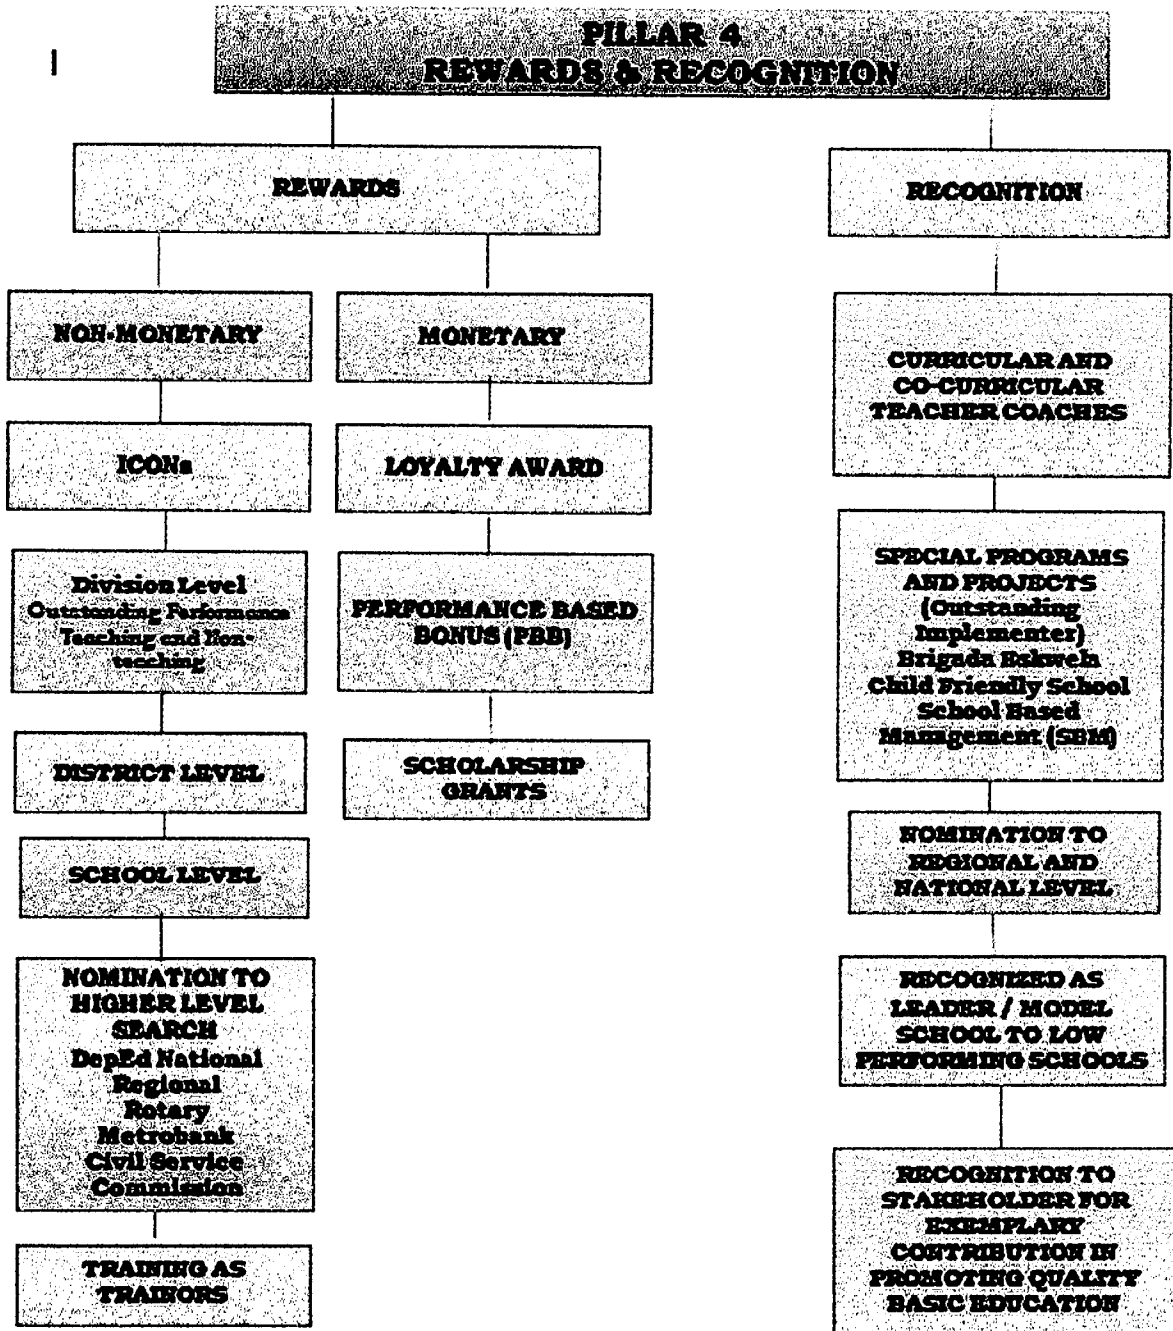 PILLAR 4
REWARDS & RECOGNITION
REWARDS
NON-MONETARY
ICONs
Division Level
Outstanding Performance
Teaching and Non-
teaching
DISTRICT LEVEL
SCHOOL LEVEL
NOMINATION TO
HIGHER LEVEL
SEARCH
DepEd National
Regional
Rotary
Metrobank
Civil Service
Commission
TRAINING AS
TRAINORS
MONETARY
LOYALTY AWARD
PERFORMANCE BASED
BONUS (PBB)
SCHOLARSHIP
GRANTS
RECOGNITION
CURRICULAR AND
CO-CURRICULAR
TEACHER COACHES
SPECIAL PROGRAMS
AND PROJECTS
(Outstanding
Implementer)
Brigada Eskwela
Child Friendly School
School Based
Management (SBM)
NOMINATION TO
REGIONAL AND
NATIONAL LEVEL
RECOGNIZED AS
LEADER / MODEL
SCHOOL TO LOW
PERFORMING SCHOOLS
RECOGNITION TO
STAKEHOLDER FOR
EXEMPLARY
CONTRIBUTION IN
PROMOTING QUALITY
BASIC EDUCATION